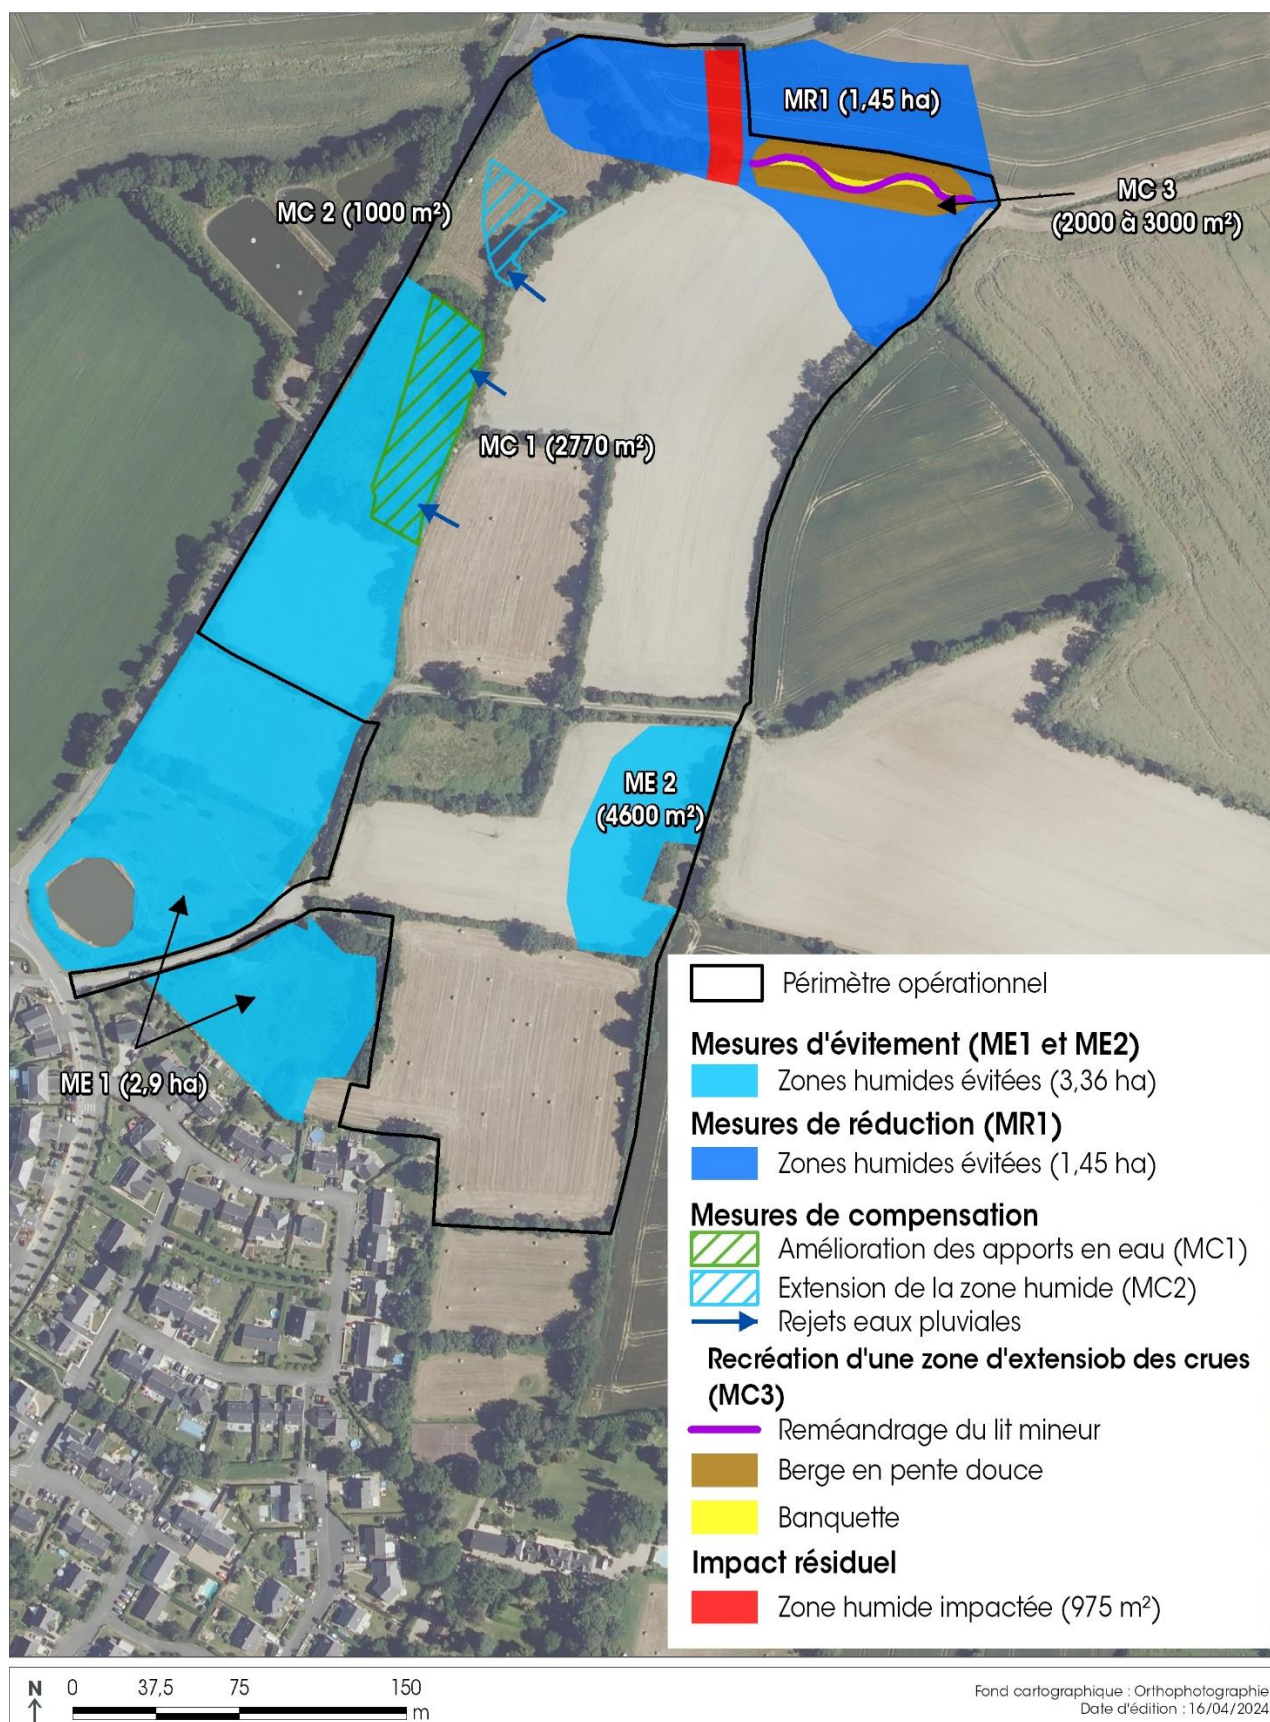 MR1 (1,45 ha)
MC 3
(2000 à 3000 m²)
MC 2 (1000 m²)
MC 1 (2770 m²)
ME 2
(4600 m²)
ME 1 (2,9 ha)
Périmètre opérationnel
Mesures d'évitement (ME1 et ME2)
Zones humides évitées (3,36 ha)
Mesures de réduction (MR1)
Zones humides évitées (1,45 ha)
Mesures de compensation
Amélioration des apports en eau (MC1)
Extension de la zone humide (MC2)
Rejets eaux pluviales
Recréation d'une zone d'extensiob des crues
(MC3)
Reméandrage du lit mineur
Berge en pente douce
Banquette
Impact résiduel
Zone humide impactée (975 m²)
N 0 37,5 75 150
m
Fond cartographique : Orthophotographie
Date d'édition : 16/04/2024